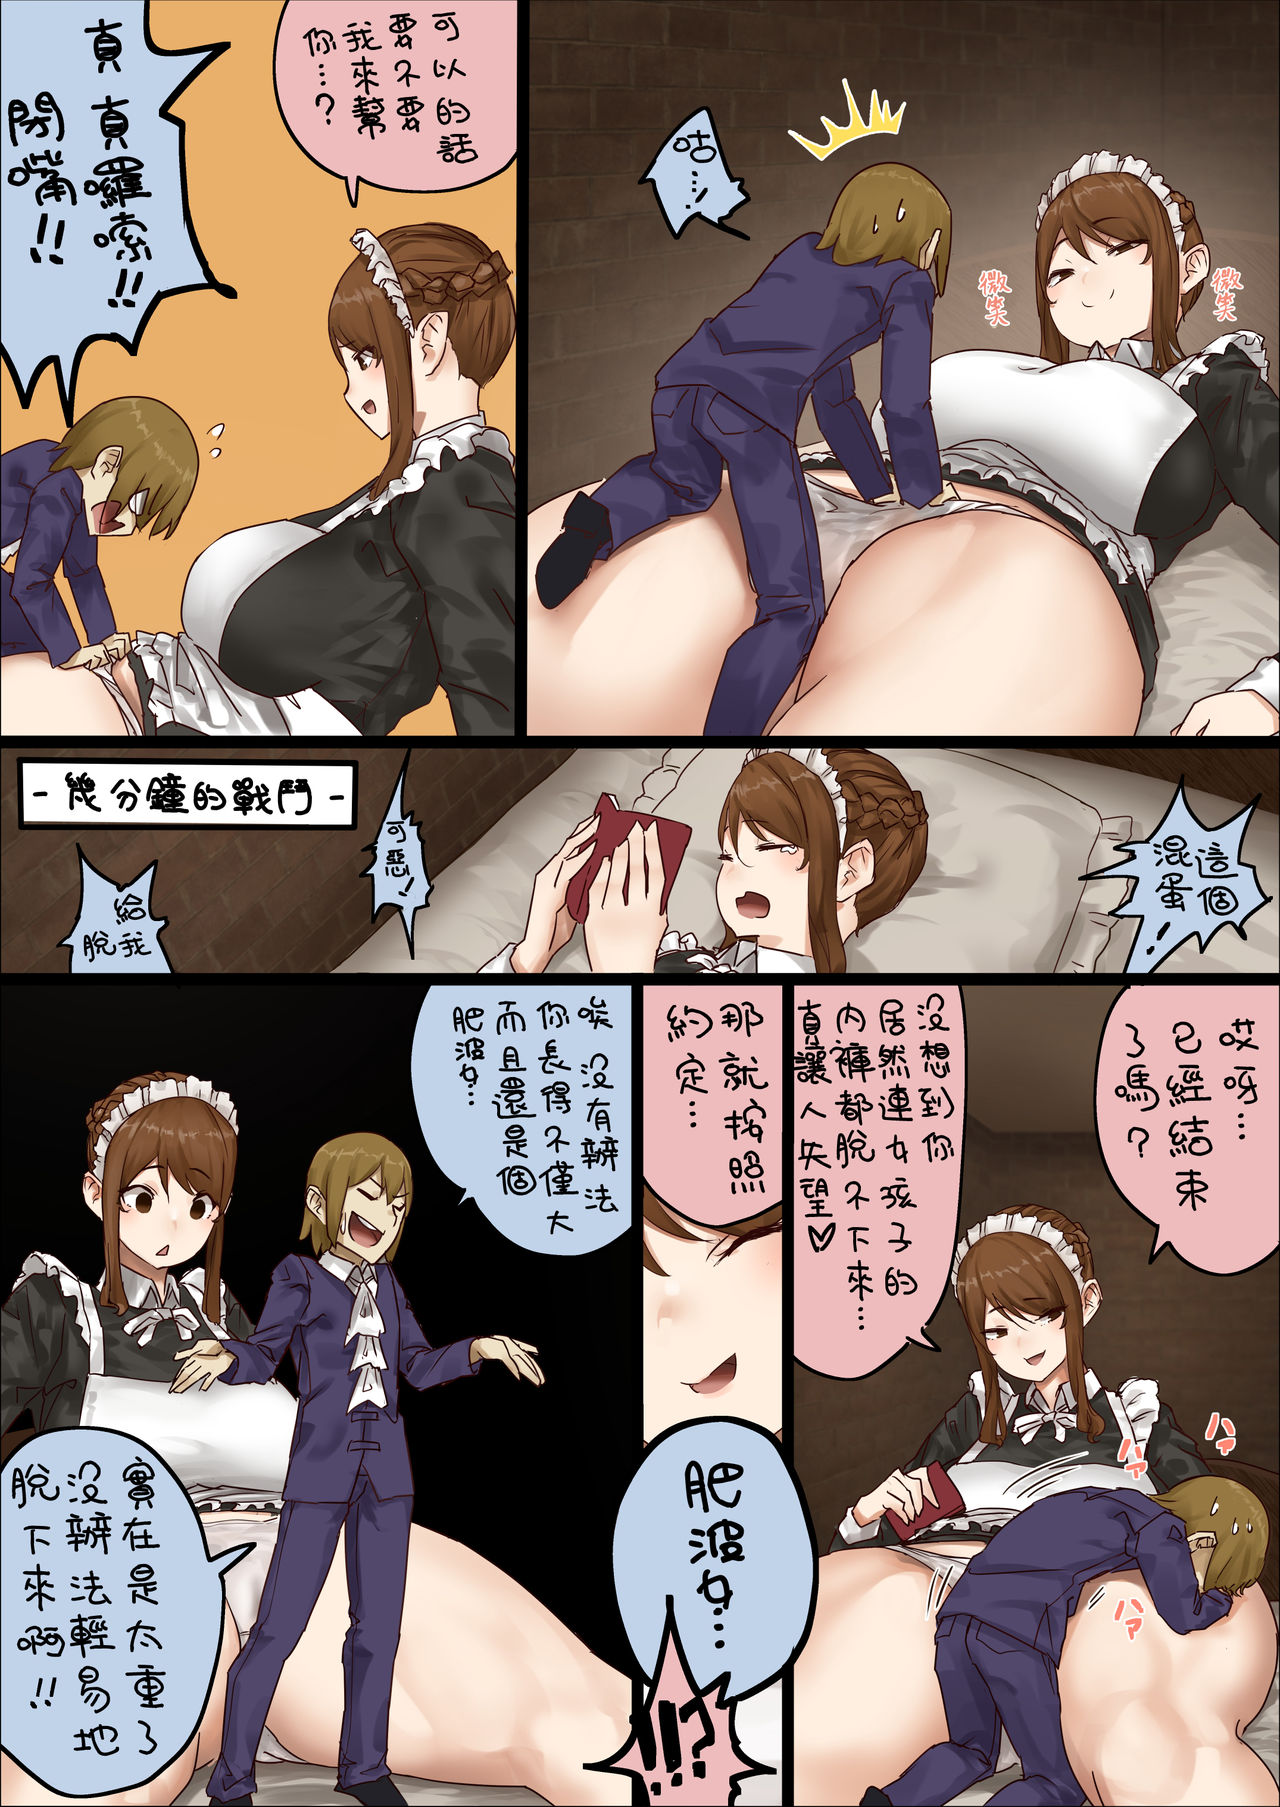 咕…!
微笑
微笑
可以的話
要不要
我來幫
你…?
真 真囉嗦!!
閉嘴!!
這個
混蛋!
可惡!
給我
脫
-幾分鐘的戰鬥-
哎呀…
已經結束
了嗎?
沒想到你
居然連女孩子的
內褲都脫不下來…
真讓人失望♡
ハァ
ハァ
ハァ
那就按照
約定…
肥波女…
!!?
唉 沒有辦法
你長得不僅大
而且還是個
肥波女…
實在是太重了
沒辦法輕易地
脫下來啊!!